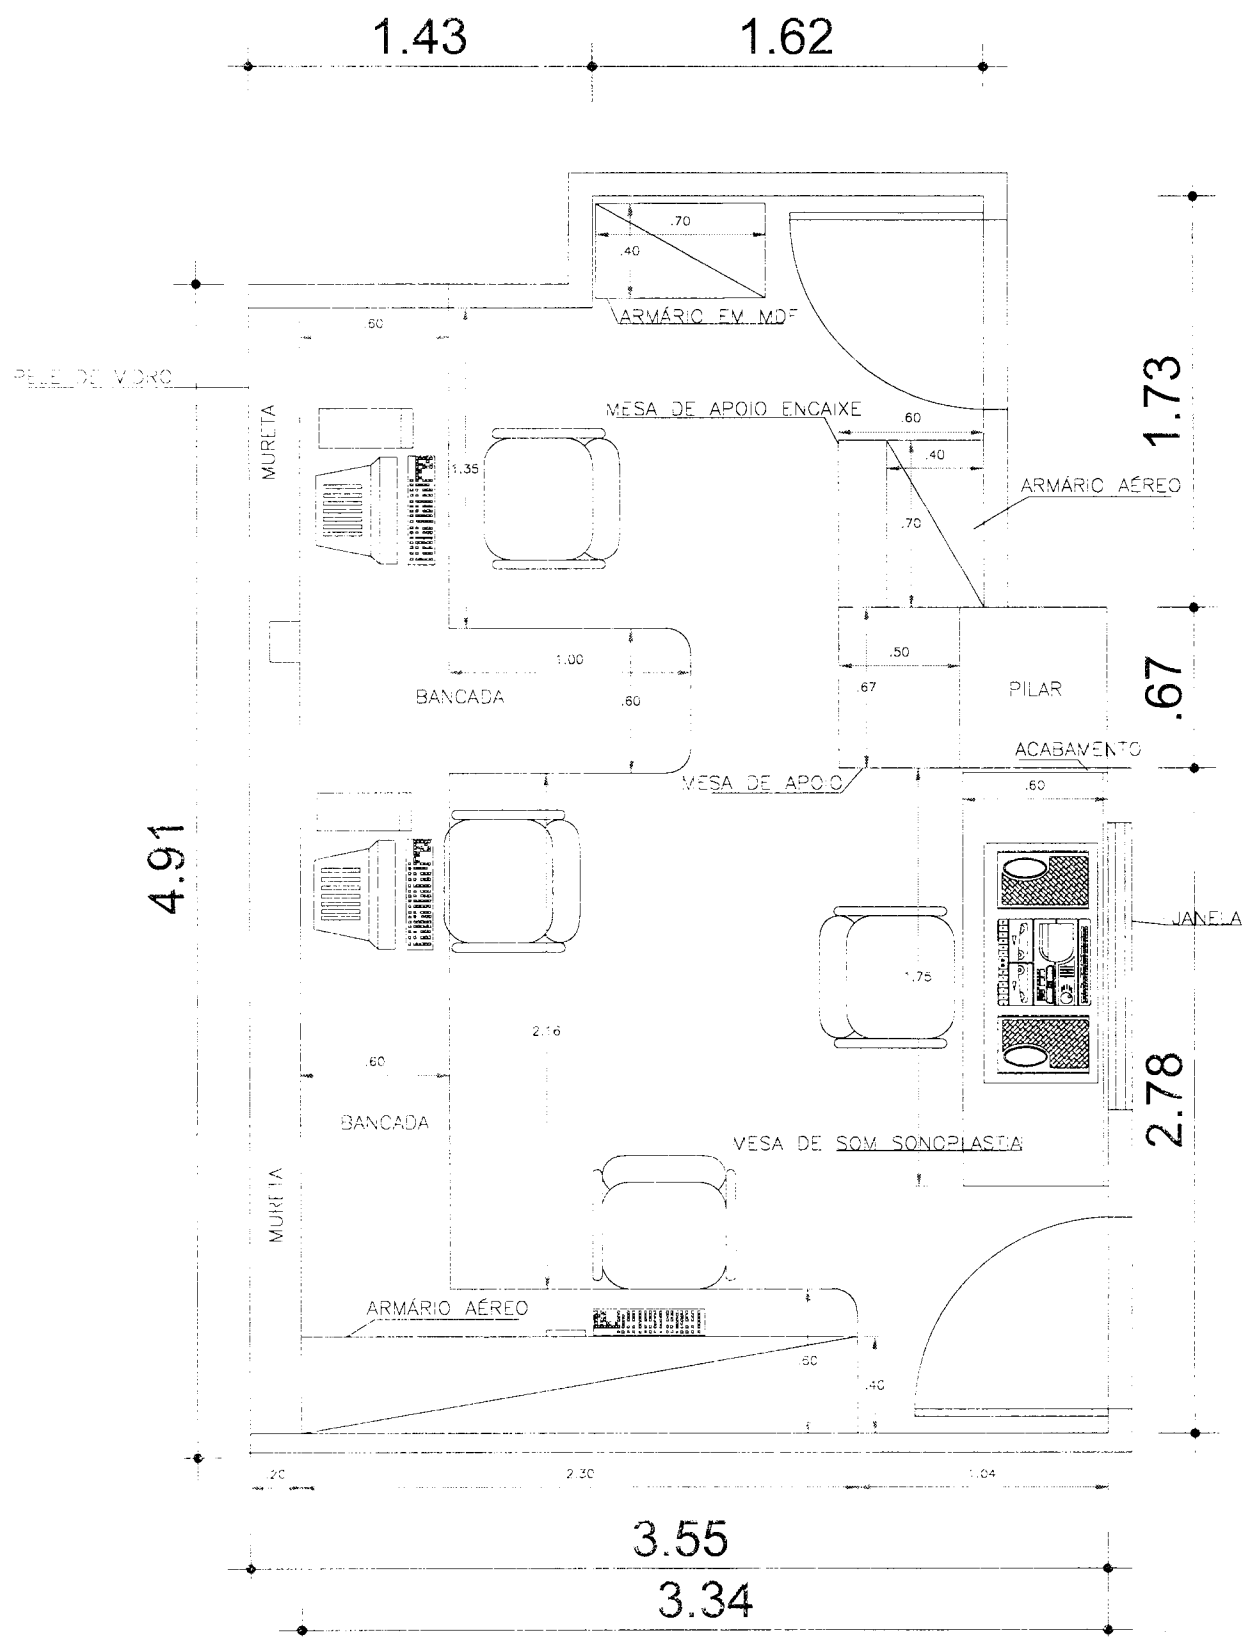 1.43
1.62
.70
.40
ARMÁRIO EM MDF
.60
PELE DE VIDRO
MURETA
MESA DE APOIO ENCAIXE
.60
.40
1.73
1.35
ARMÁRIO AÉREO
.70
1.00
.50
BANCADA
.60
.67
PILAR
.67
ACABAMENTO
MESA DE APOIO
.60
4.91
JANELA
1.75
2.16
.60
2.78
BANCADA
MESA DE SOM SONOPLASTIA
MURETA
ARMÁRIO AÉREO
.60
.40
.20
2.30
1.04
3.55
3.34